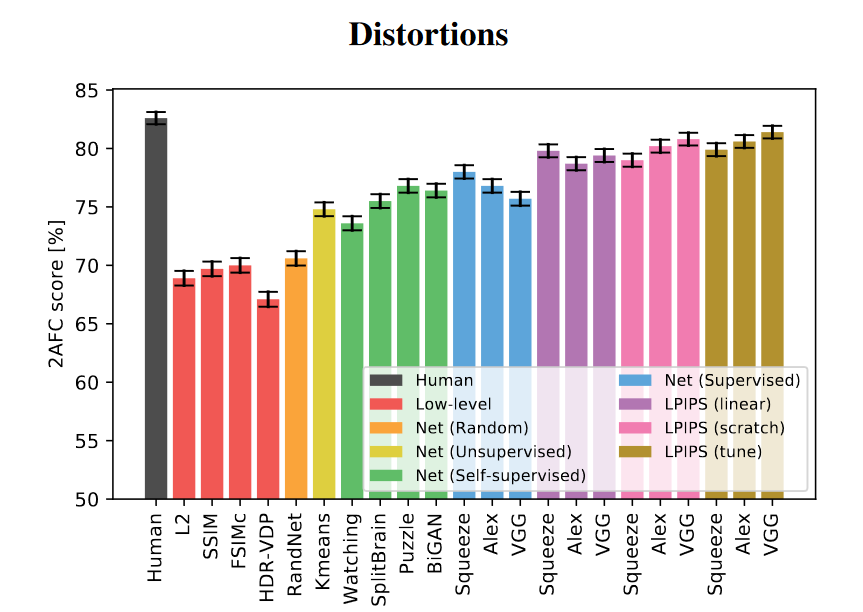 Distortions
85
80
75
70
65
60
55
50
2AFC score [%]
Human
Low-level
Net (Random)
Net (Unsupervised)
Net (Self-supervised)
Net (Supervised)
LPIPS (linear)
LPIPS (scratch)
LPIPS (tune)
Human
L2
SSIM
FSIMc
HDR-VDP
RandNet
Kmeans
Watching
SplitBrain
Puzzle
BiGAN
Squeeze
Alex
VGG
Squeeze
Alex
VGG
Squeeze
Alex
VGG
Squeeze
Alex
VGG